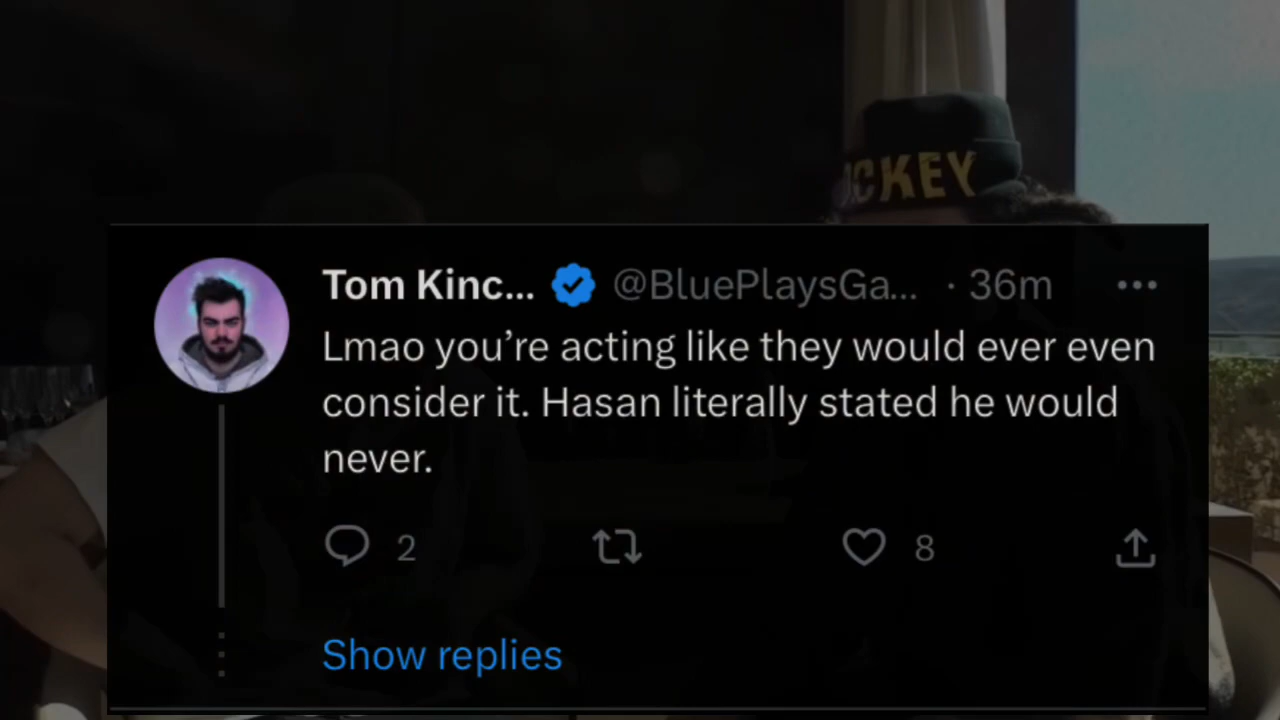 CKEY
Tom Kinc... @BluePlaysGa... · 36m
Lmao you’re acting like they would ever even
consider it. Hasan literally stated he would
never.
2 8
Show replies